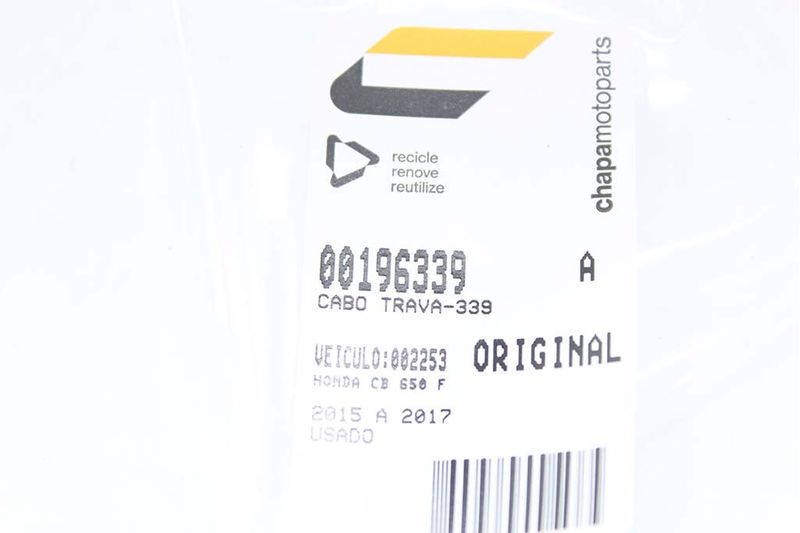 chapamotoparts
recicle
renove
reutilize
00196339 A
CABO TRAVA-339
VEICULO:002253 ORIGINAL
HONDA CB 650 F
2015 A 2017
USADO